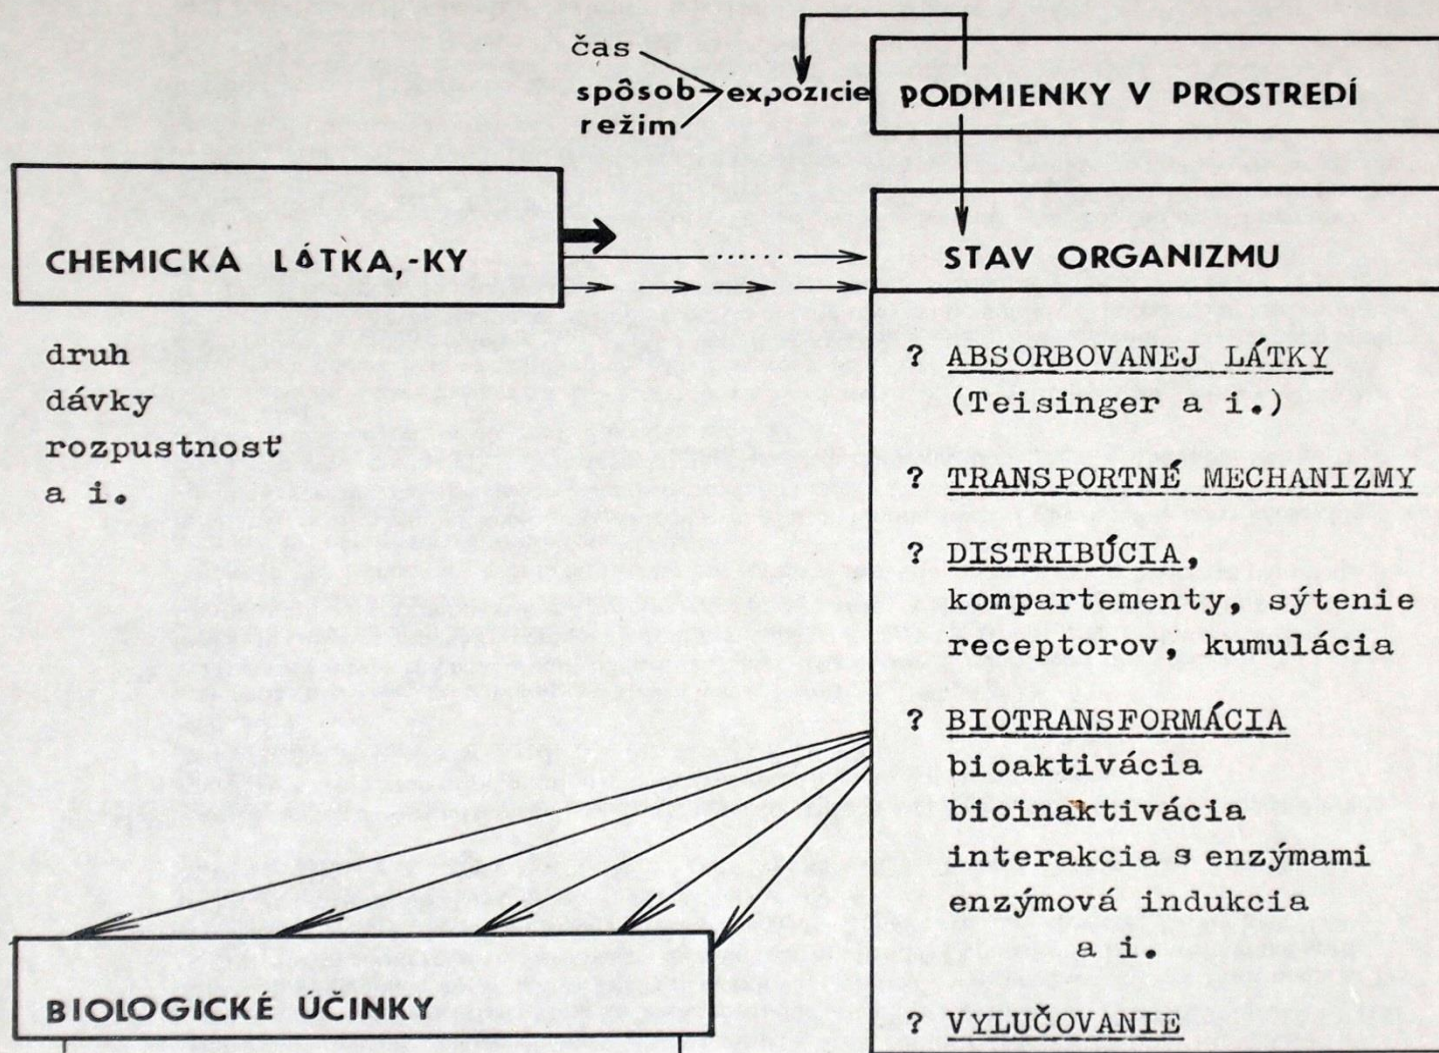 čas
spôsob expozície PODMIENKY V PROSTREDÍ
režim
CHEMICKÁ LÁTKA,-KY
STAV ORGANIZMU
druh
dávky
rozpustnosť
a i.
? ABSORBOVANEJ LÁTKY
(Teisinger a i.)
? TRANSPORTNÉ MECHANIZMY
? DISTRIBÚCIA,
kompartementy, sýtenie
receptorov, kumulácia
? BIOTRANSFORMÁCIA
bioaktivácia
bioinaktivácia
interakcia s enzýmami
enzýmová indukcia
a i.
? VYLUČOVANIE
BIOLOGICKÉ ÚČINKY